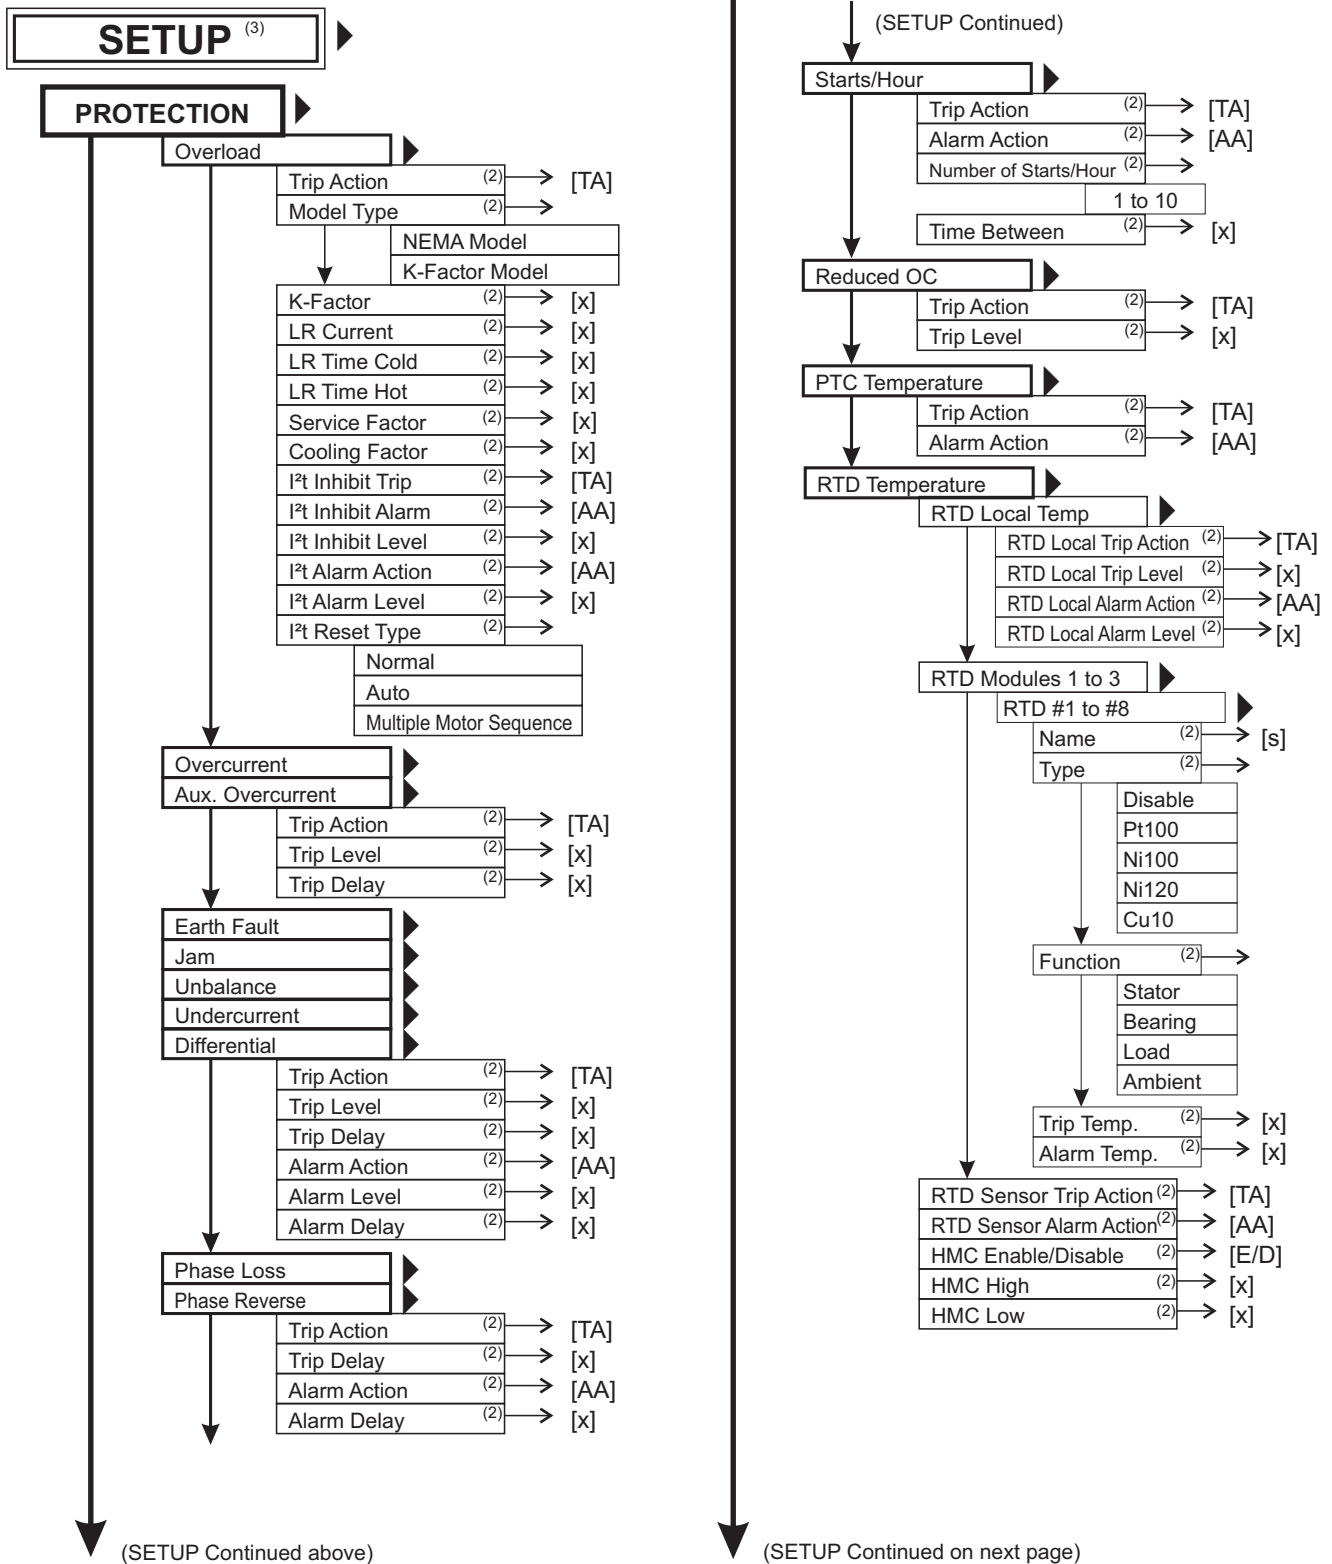 SETUP (3)
PROTECTION
Overload
Trip Action (2) [TA]
Model Type (2)
NEMA Model
K-Factor Model
K-Factor (2) [x]
LR Current (2) [x]
LR Time Cold (2) [x]
LR Time Hot (2) [x]
Service Factor (2) [x]
Cooling Factor (2) [x]
I²t Inhibit Trip (2) [TA]
I²t Inhibit Alarm (2) [AA]
I²t Inhibit Level (2) [x]
I²t Alarm Action (2) [AA]
I²t Alarm Level (2) [x]
I²t Reset Type (2)
Normal
Auto
Multiple Motor Sequence
Overcurrent
Aux. Overcurrent
Trip Action (2) [TA]
Trip Level (2) [x]
Trip Delay (2) [x]
Earth Fault
Jam
Unbalance
Undercurrent
Differential
Trip Action (2) [TA]
Trip Level (2) [x]
Trip Delay (2) [x]
Alarm Action (2) [AA]
Alarm Level (2) [x]
Alarm Delay (2) [x]
Phase Loss
Phase Reverse
Trip Action (2) [TA]
Trip Delay (2) [x]
Alarm Action (2) [AA]
Alarm Delay (2) [x]
(SETUP Continued above)
(SETUP Continued)
Starts/Hour
Trip Action (2) [TA]
Alarm Action (2) [AA]
Number of Starts/Hour (2)
1 to 10
Time Between (2) [x]
Reduced OC
Trip Action (2) [TA]
Trip Level (2) [x]
PTC Temperature
Trip Action (2) [TA]
Alarm Action (2) [AA]
RTD Temperature
RTD Local Temp
RTD Local Trip Action (2) [TA]
RTD Local Trip Level (2) [x]
RTD Local Alarm Action (2) [AA]
RTD Local Alarm Level (2) [x]
RTD Modules 1 to 3
RTD #1 to #8
Name (2) [s]
Type (2)
Disable
Pt100
Ni100
Ni120
Cu10
Function (2)
Stator
Bearing
Load
Ambient
Trip Temp. (2) [x]
Alarm Temp. (2) [x]
RTD Sensor Trip Action (2) [TA]
RTD Sensor Alarm Action (2) [AA]
HMC Enable/Disable (2) [E/D]
HMC High (2) [x]
HMC Low (2) [x]
(SETUP Continued on next page)